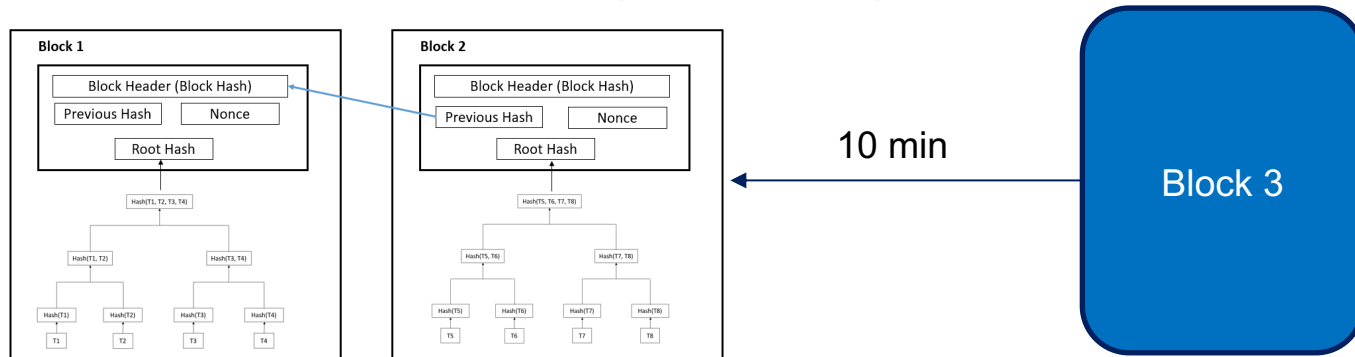 Block 1
Block Header (Block Hash)
Previous Hash
Nonce
Root Hash
Hash(T1, T2, T3, T4)
Hash(T1, T2)
Hash(T3, T4)
Hash(T1)
Hash(T2)
Hash(T3)
Hash(T4)
T1
T2
T3
T4
Block 2
Block Header (Block Hash)
Previous Hash
Nonce
Root Hash
Hash(T5, T6, T7, T8)
Hash(T5, T6)
Hash(T7, T8)
Hash(T5)
Hash(T6)
Hash(T7)
Hash(T8)
T5
T6
T7
T8
10 min
Block 3